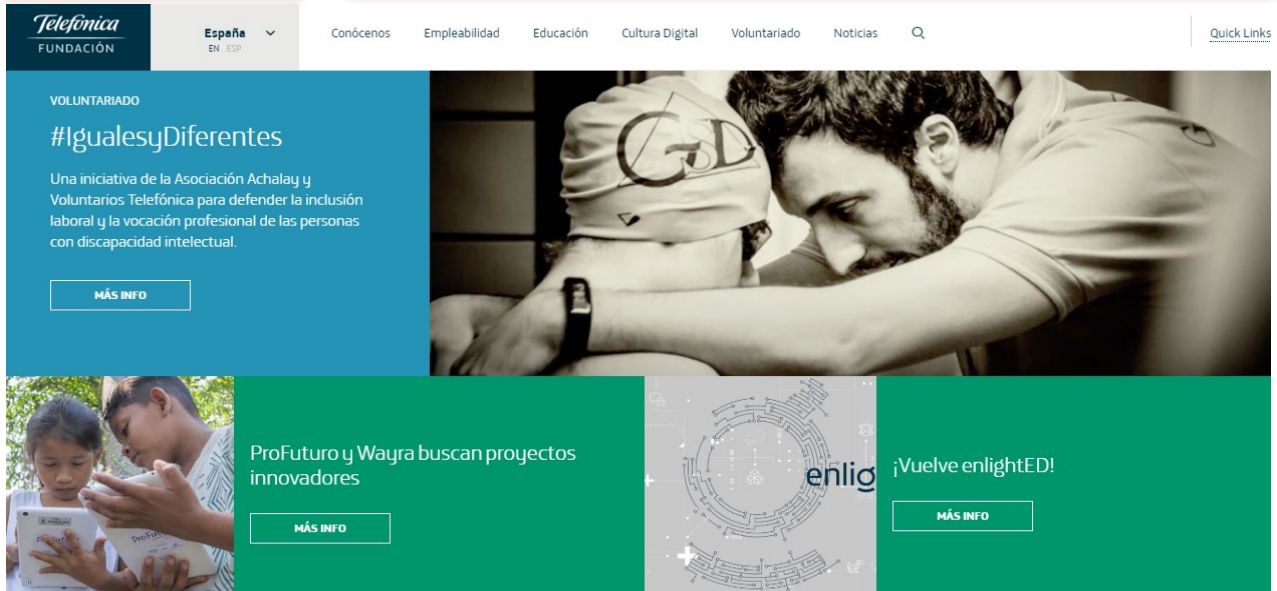 Telefónica
FUNDACIÓN
España
EN ESP
Conócenos
Empleabilidad
Educación
Cultura Digital
Voluntariado
Noticias
Quick Links
VOLUNTARIADO
#IgualesyDiferentes
Una iniciativa de la Asociación Achalay y
Voluntarios Telefónica para defender la inclusión
laboral y la vocación profesional de las personas
con discapacidad intelectual.
MÁS INFO
GSD
ProFuturo y Wayra buscan proyectos
innovadores
MÁS INFO
enlig
¡Vuelve enlightED!
MÁS INFO